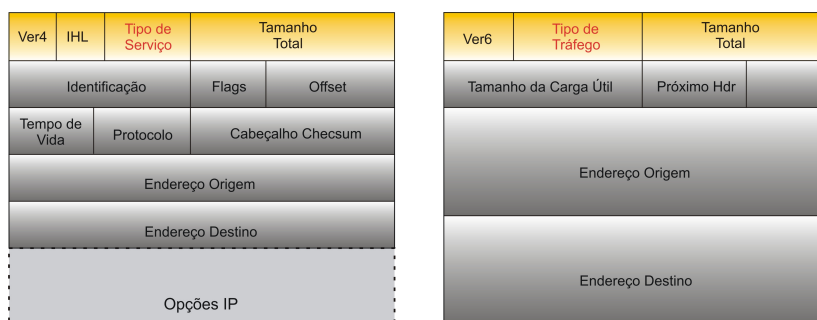 Ver4 IHL Tipo de Serviço Tamanho Total
Identificação Flags Offset
Tempo de Vida Protocolo Cabeçalho Checsum
Endereço Origem
Endereço Destino
Opções IP
Ver6 Tipo de Tráfego Tamanho Total
Tamanho da Carga Útil Próximo Hdr
Endereço Origem
Endereço Destino